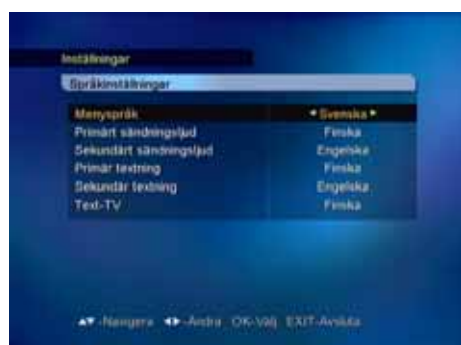 Inställningar
Språkinställningar
Menyspråk ◄ Svenska ►
Primärt sändningsljud Finska
Sekundärt sändningsljud Engelska
Primär textning Finska
Sekundär textning Engelska
Text-TV Finska
▲▼-Navigera ◄►-Ändra OK-Välj EXIT-Avsluta